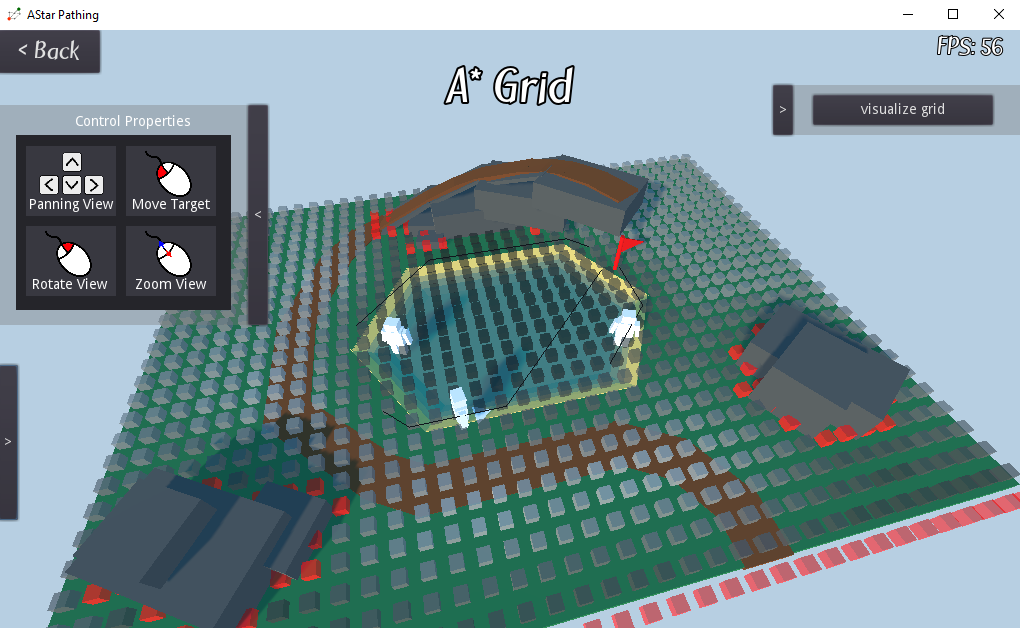 AStar Pathing
< Back
FPS: 56
A* Grid
> visualize grid
Control Properties
Panning View Move Target
<
Rotate View Zoom View
>